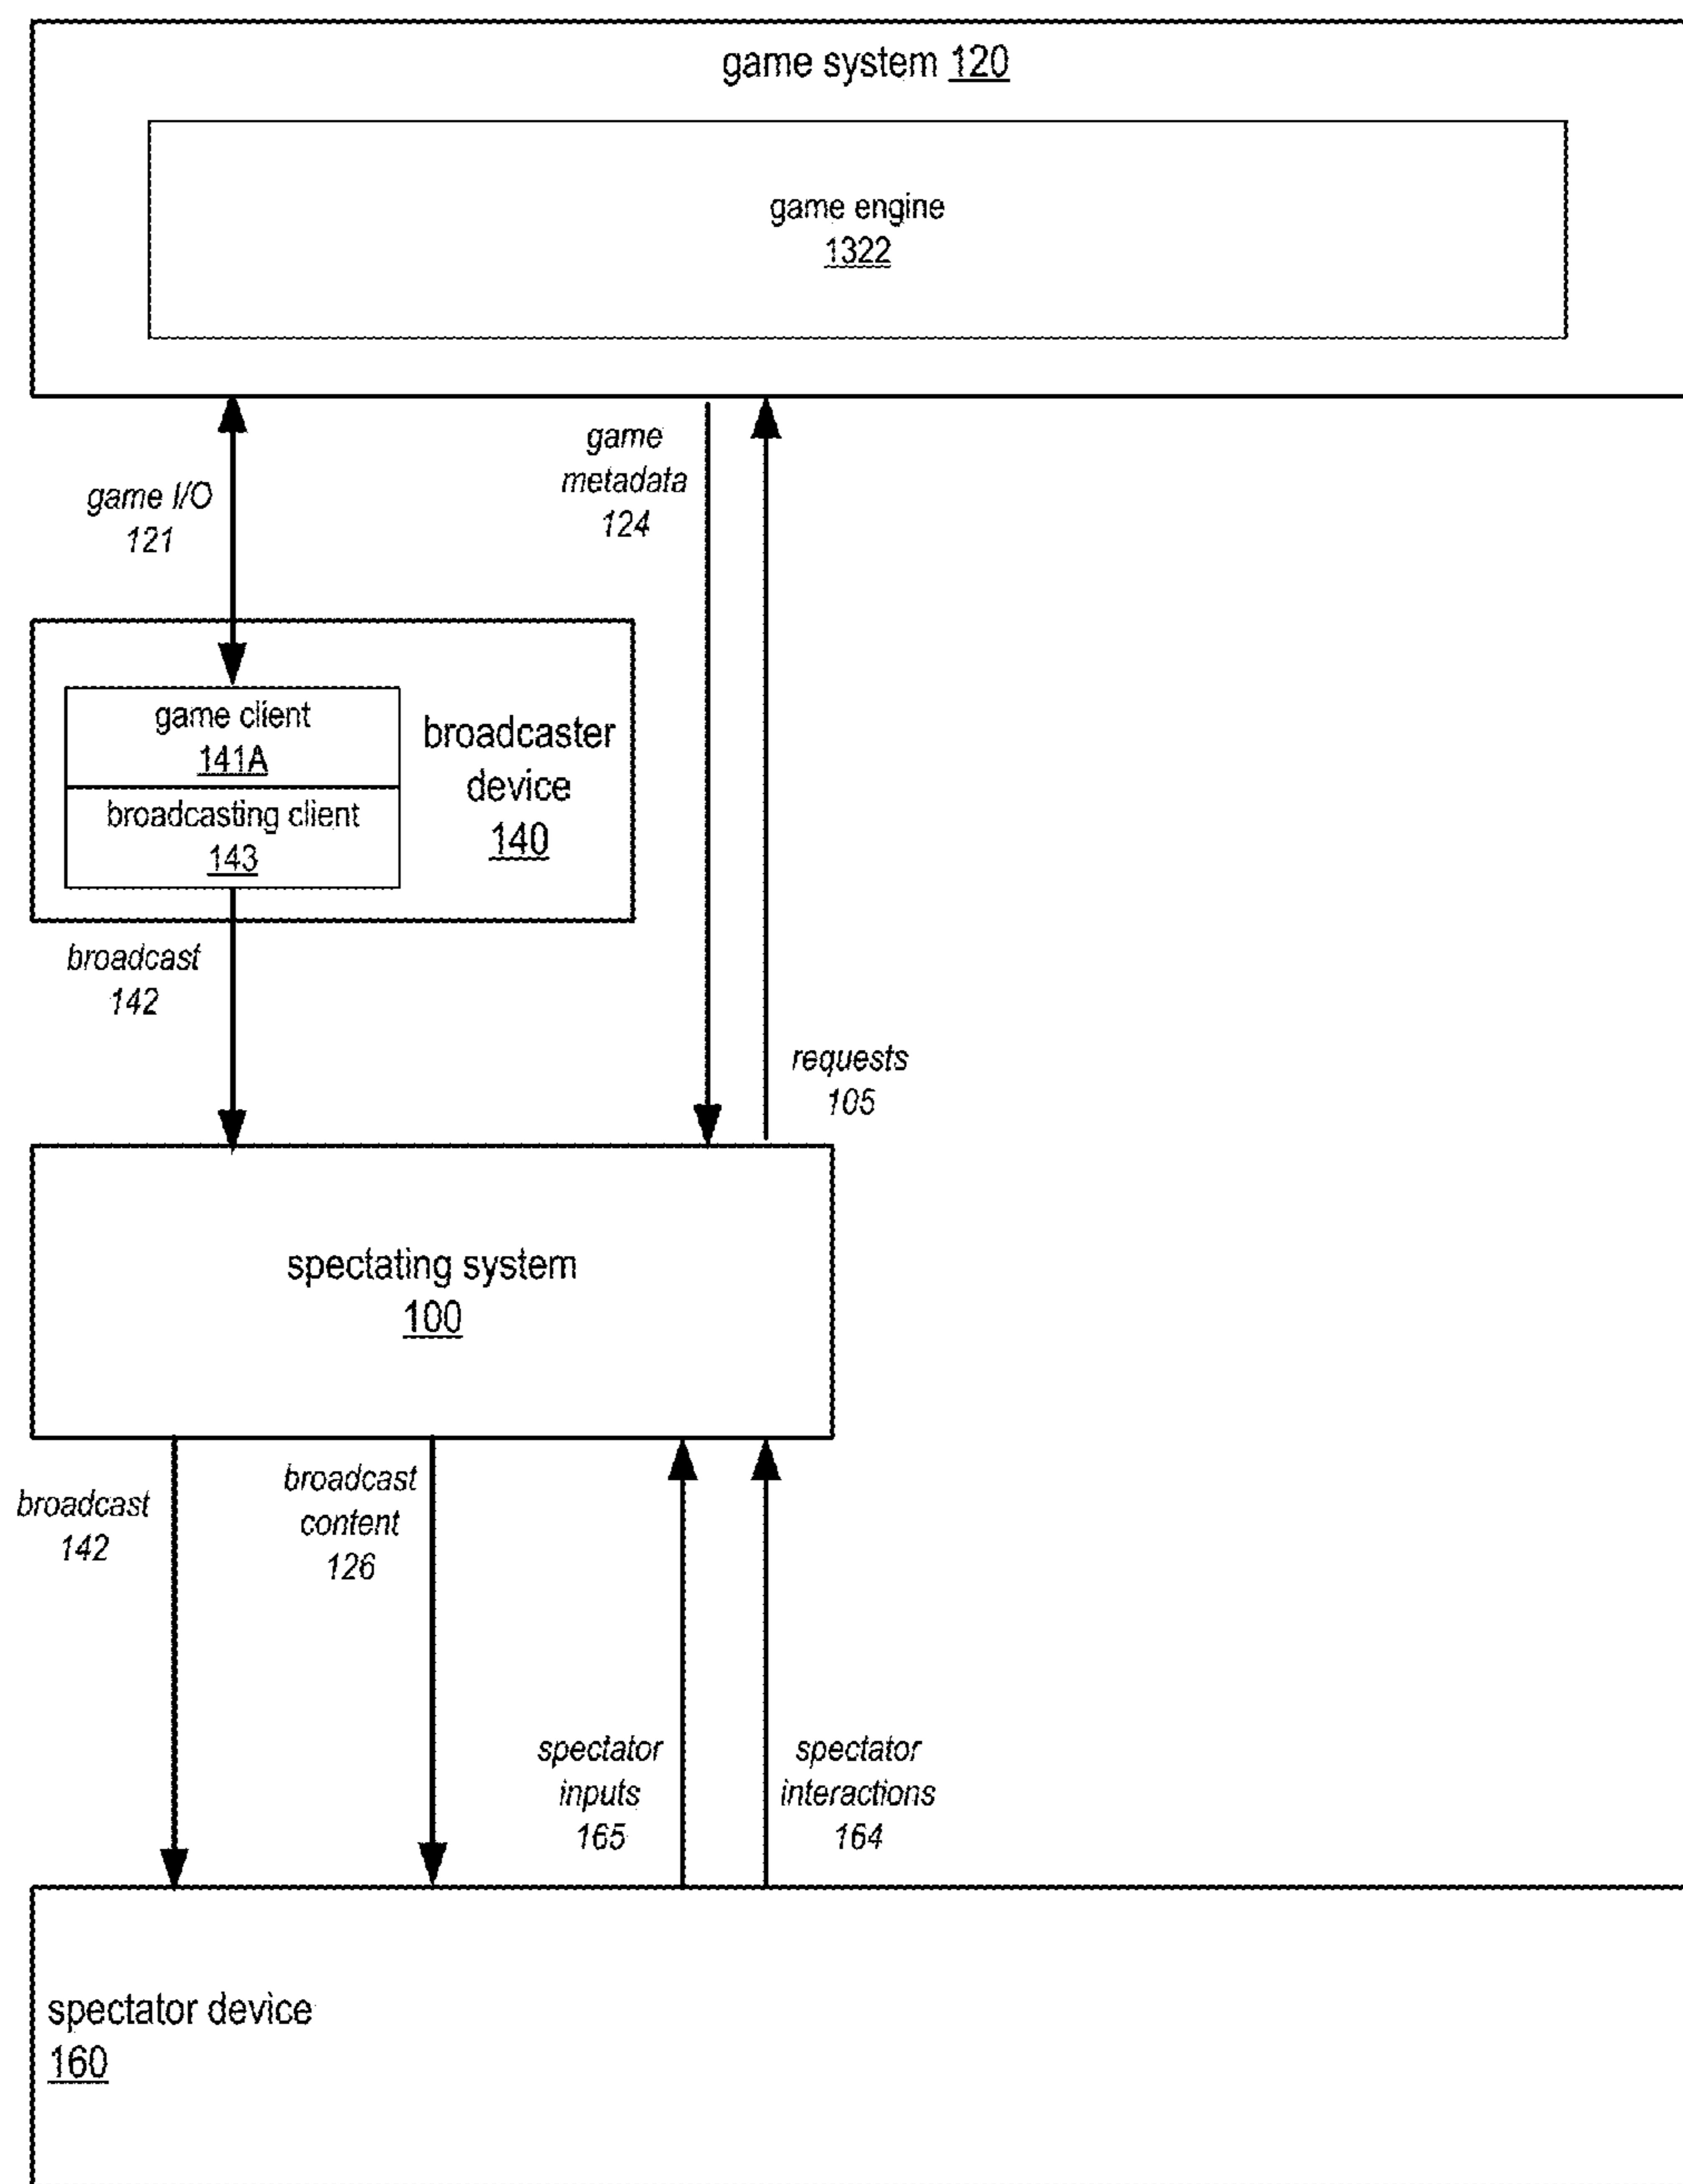 game system 120
game engine
1322
game I/O
121
game
metadata
124
game client
141A
broadcasting client
143
broadcaster
device
140
broadcast
142
requests
105
spectating system
100
broadcast
142
broadcast
content
126
spectator
inputs
165
spectator
interactions
164
spectator device
160